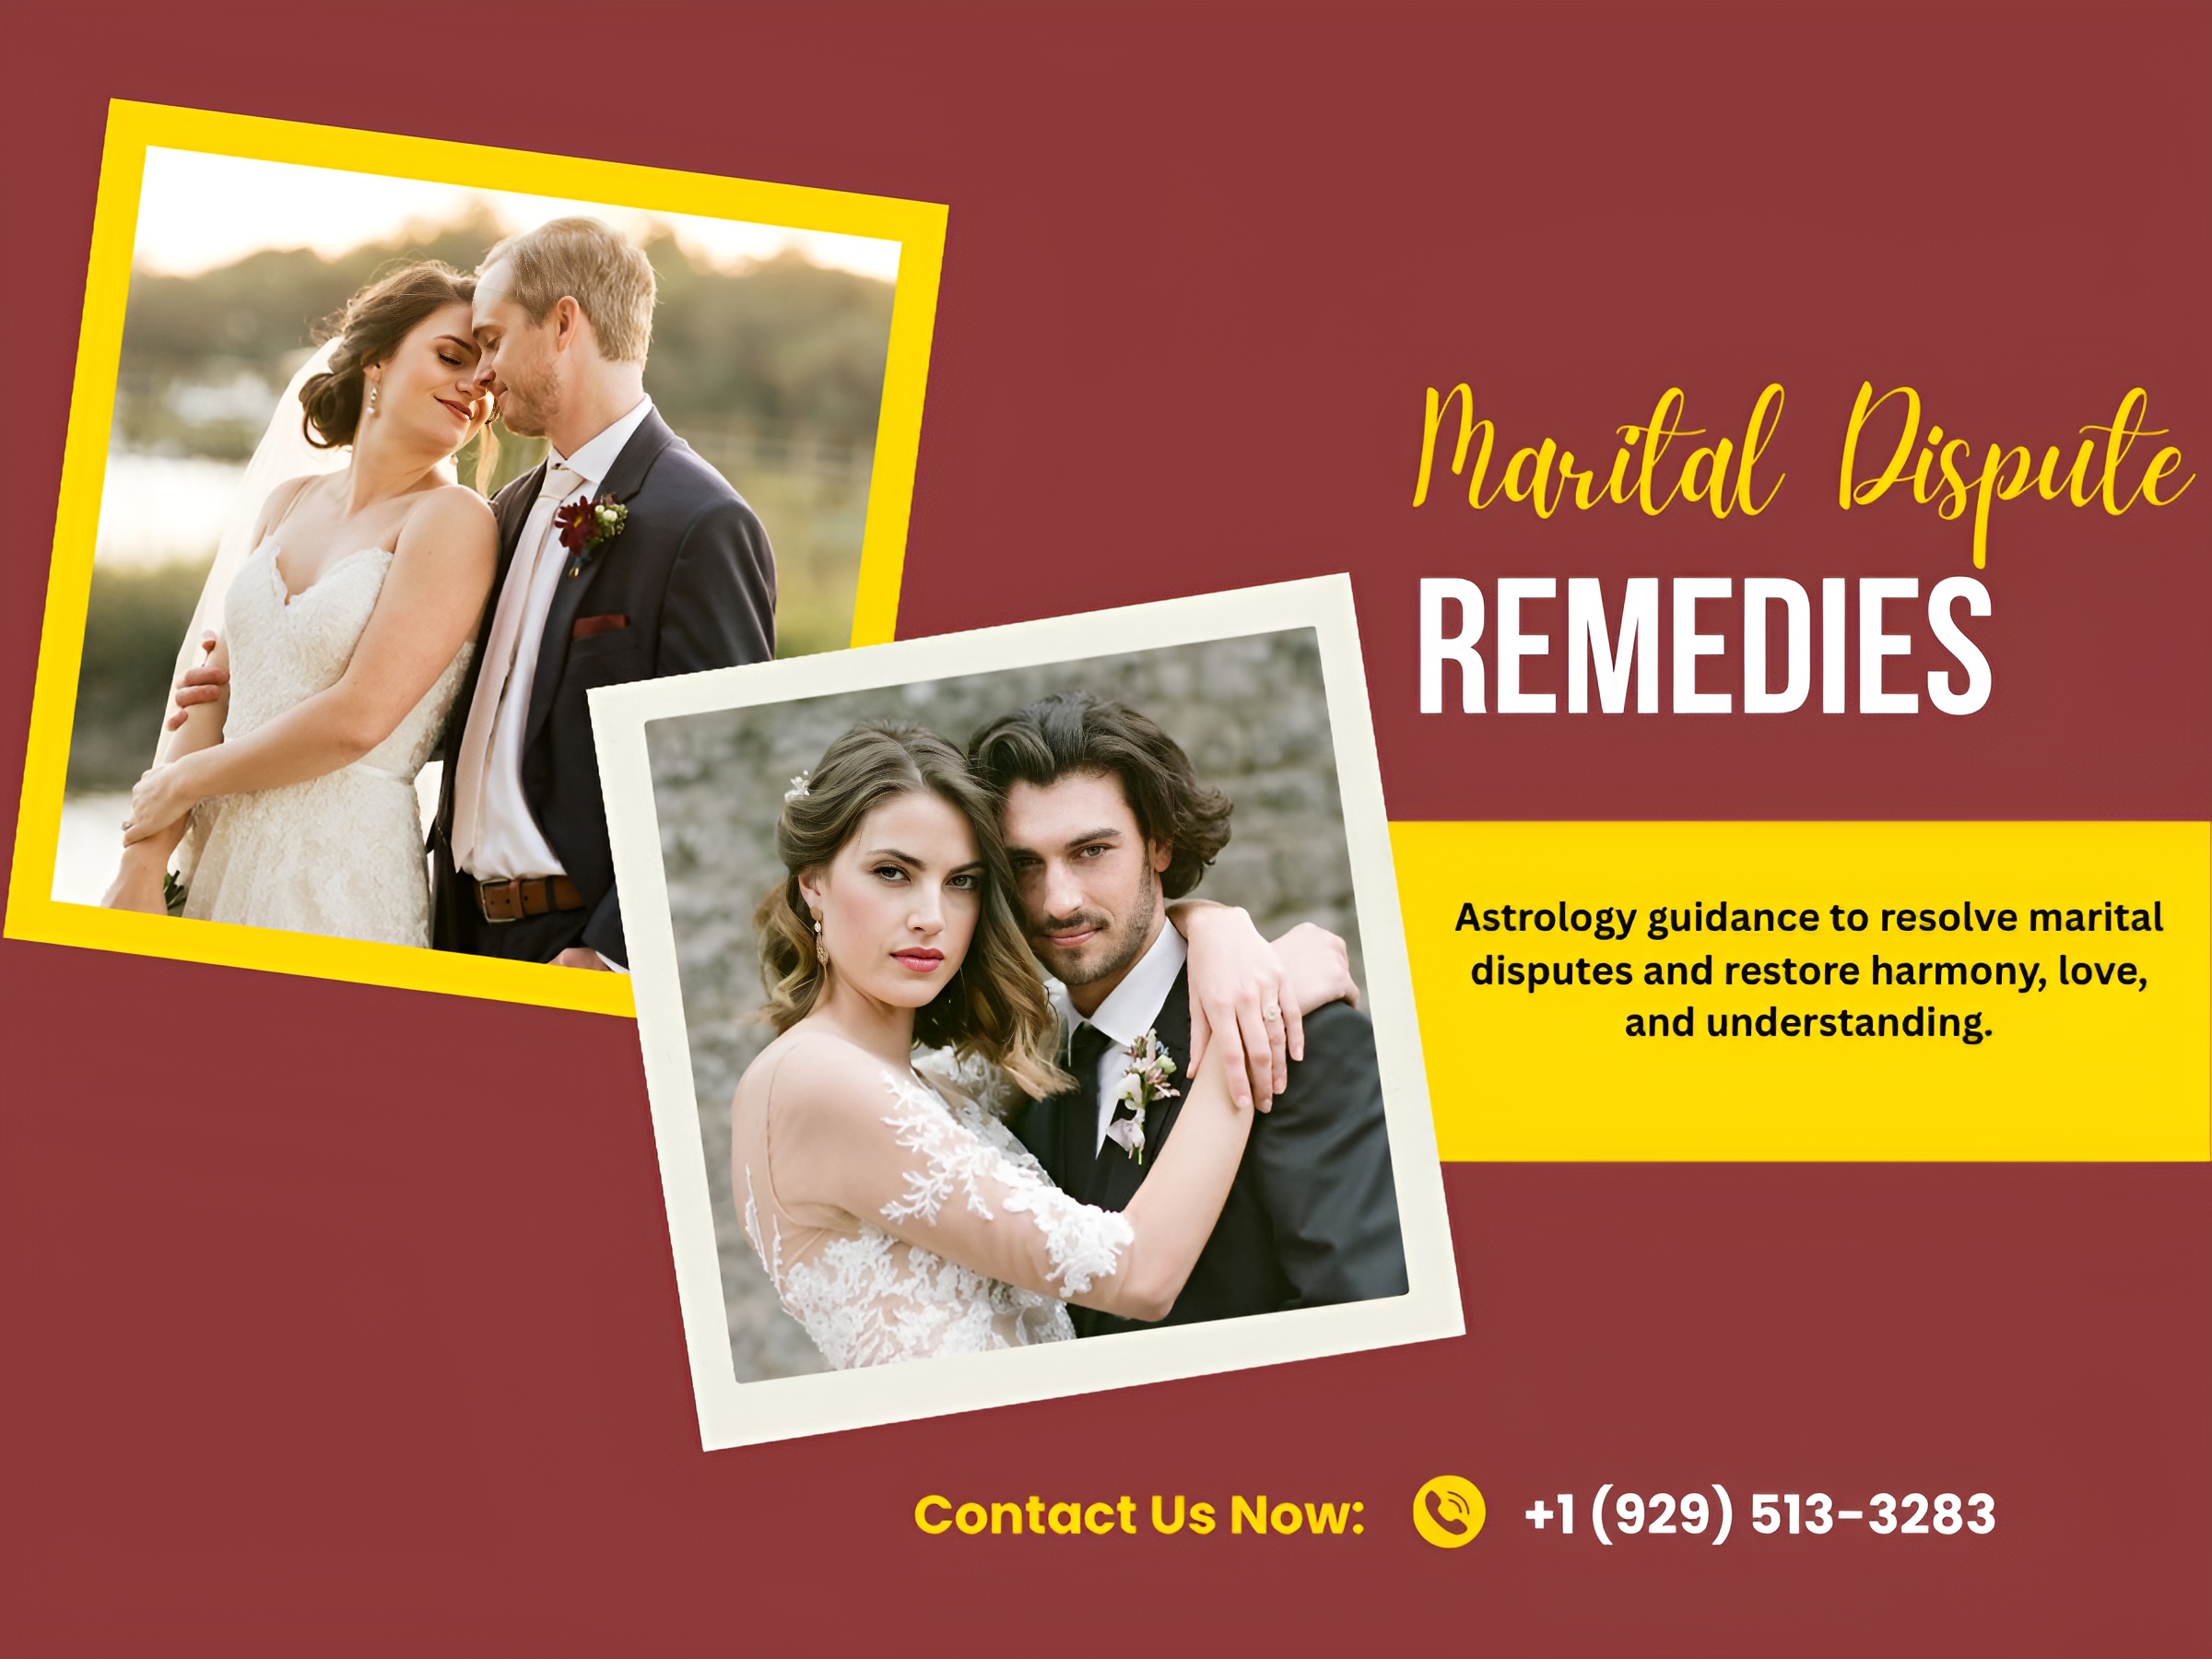 Marital Dispute
REMEDIES
Astrology guidance to resolve marital
disputes and restore harmony, love,
and understanding.
Contact Us Now: +1 (929) 513-3283